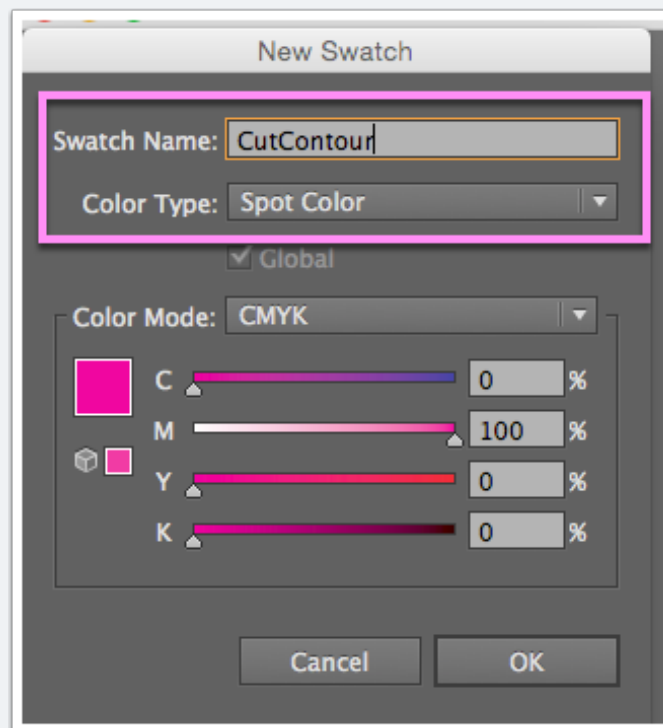 New Swatch
Swatch Name: CutContour
Color Type: Spot Color
Global
Color Mode: CMYK
C 0 %
M 100 %
Y 0 %
K 0 %
Cancel OK